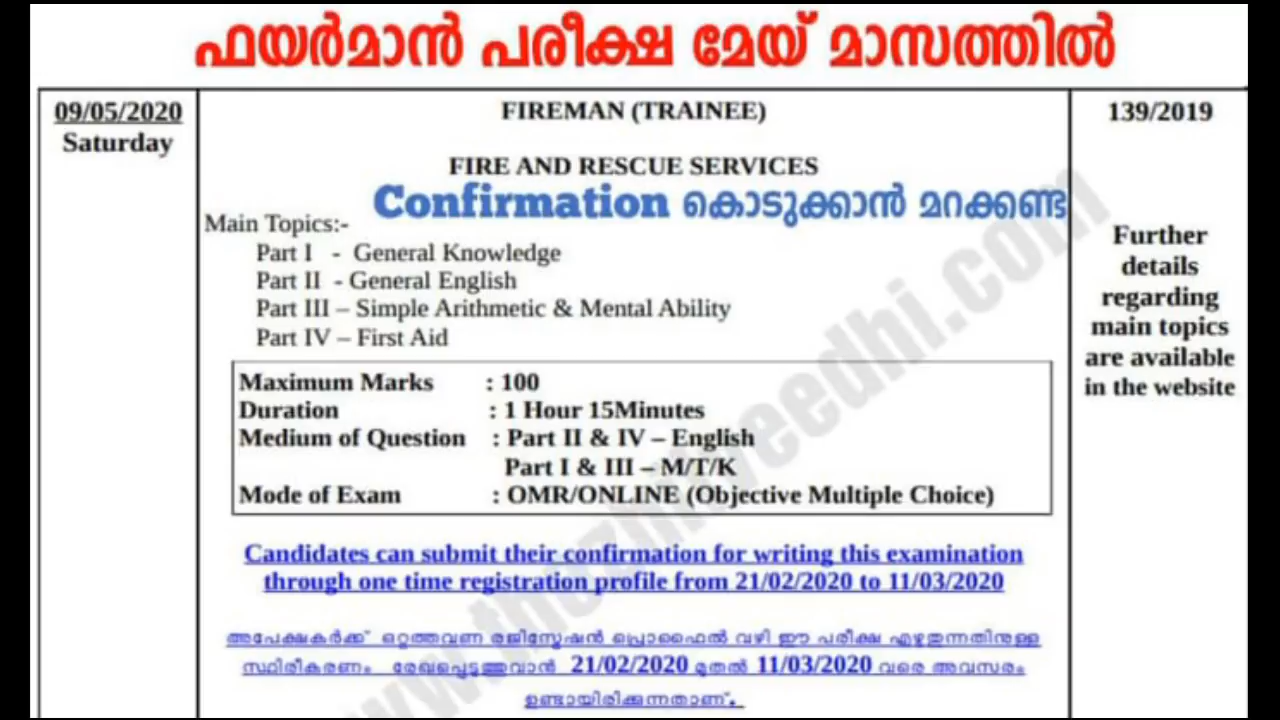 ഫയർമാൻ പരീക്ഷ മേയ് മാസത്തിൽ
09/05/2020
Saturday
FIREMAN (TRAINEE)
FIRE AND RESCUE SERVICES
Confirmation കൊടുക്കാൻ മറക്കണ്ട
Main Topics:-
Part I - General Knowledge
Part II - General English
Part III – Simple Arithmetic & Mental Ability
Part IV – First Aid
Maximum Marks : 100
Duration : 1 Hour 15Minutes
Medium of Question : Part II & IV – English
Part I & III – M/T/K
Mode of Exam : OMR/ONLINE (Objective Multiple Choice)
Candidates can submit their confirmation for writing this examination
through one time registration profile from 21/02/2020 to 11/03/2020
അപേക്ഷകർക്ക് ഒറ്റത്തവണ രജിസ്ട്രേഷൻ പ്രൊഫൈൽ വഴി ഈ പരീക്ഷ എഴുതുന്നതിനുള്ള
സ്ഥിരീകരണം രേഖപ്പെടുത്തുവാൻ 21/02/2020 മുതൽ 11/03/2020 വരെ അവസരം
ഉണ്ടായിരിക്കുന്നതാണ്.
139/2019
Further
details
regarding
main topics
are available
in the website
www.thozhilveedhi.com